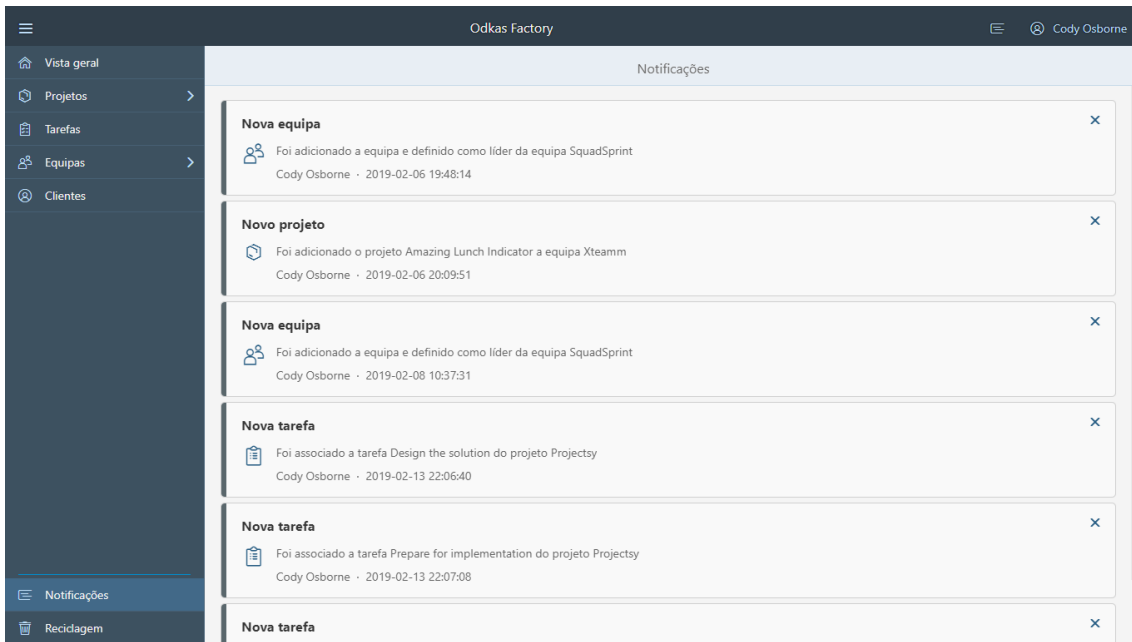 Odkas Factory
Cody Osborne
Vista geral
Projetos
Tarefas
Equipas
Clientes
Notificações
Reciclagem
Notificações
Nova equipa
Foi adicionado a equipa e definido como líder da equipa SquadSprint
Cody Osborne · 2019-02-06 19:48:14
Novo projeto
Foi adicionado o projeto Amazing Lunch Indicator a equipa Xteamm
Cody Osborne · 2019-02-06 20:09:51
Nova equipa
Foi adicionado a equipa e definido como líder da equipa SquadSprint
Cody Osborne · 2019-02-08 10:37:31
Nova tarefa
Foi associado a tarefa Design the solution do projeto Projectsy
Cody Osborne · 2019-02-13 22:06:40
Nova tarefa
Foi associado a tarefa Prepare for implementation do projeto Projectsy
Cody Osborne · 2019-02-13 22:07:08
Nova tarefa